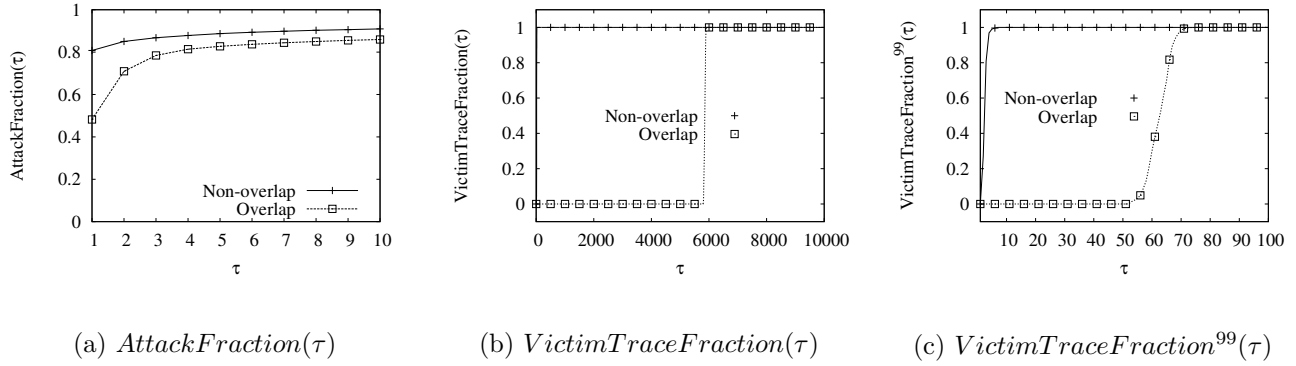 AttackFraction(τ)
1
0.8
0.6
0.4
0.2
0
Non-overlap
Overlap
1 2 3 4 5 6 7 8 9 10
τ
(a) AttackFraction(τ)
VictimTraceFraction(τ)
1
0.8
0.6
0.4
0.2
0
Non-overlap
Overlap
0 2000 4000 6000 8000 10000
τ
(b) VictimTraceFraction(τ)
VictimTraceFraction⁹⁹(τ)
1
0.8
0.6
0.4
0.2
0
Non-overlap
Overlap
10 20 30 40 50 60 70 80 90 100
τ
(c) VictimTraceFraction⁹⁹(τ)